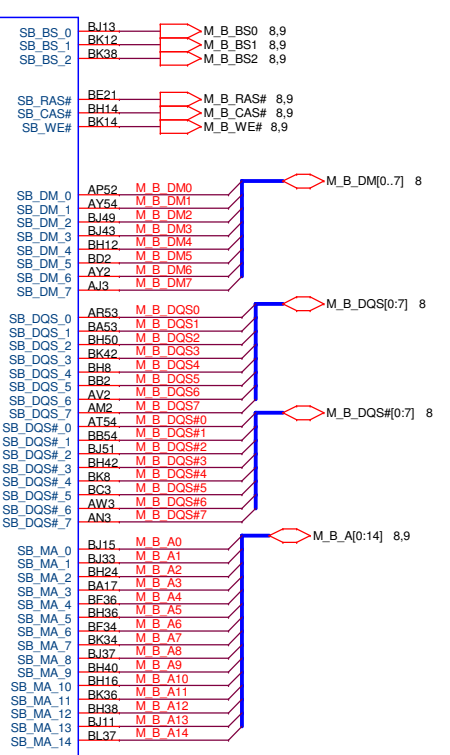 SB_BS_0 BJ13 M_B_BS0 8,9
SB_BS_1 BK12 M_B_BS1 8,9
SB_BS_2 BK38 M_B_BS2 8,9
SB_RAS# BE21 M_B_RAS# 8,9
SB_CAS# BH14 M_B_CAS# 8,9
SB_WE# BK14 M_B_WE# 8,9
M_B_DM[0..7] 8
SB_DM_0 AP52 M_B_DM0
SB_DM_1 AY54 M_B_DM1
SB_DM_2 BJ49 M_B_DM2
SB_DM_3 BJ43 M_B_DM3
SB_DM_4 BH12 M_B_DM4
SB_DM_5 BD2 M_B_DM5
SB_DM_6 AY2 M_B_DM6
SB_DM_7 AJ3 M_B_DM7
M_B_DQS[0:7] 8
SB_DQS_0 AR53 M_B_DQS0
SB_DQS_1 BA53 M_B_DQS1
SB_DQS_2 BH50 M_B_DQS2
SB_DQS_3 BK42 M_B_DQS3
SB_DQS_4 BH8 M_B_DQS4
SB_DQS_5 BB2 M_B_DQS5
SB_DQS_6 AV2 M_B_DQS6
SB_DQS_7 AM2 M_B_DQS7
M_B_DQS#[0:7] 8
SB_DQS#_0 AT54 M_B_DQS#0
SB_DQS#_1 BB54 M_B_DQS#1
SB_DQS#_2 BJ51 M_B_DQS#2
SB_DQS#_3 BH42 M_B_DQS#3
SB_DQS#_4 BK8 M_B_DQS#4
SB_DQS#_5 BC3 M_B_DQS#5
SB_DQS#_6 AW3 M_B_DQS#6
SB_DQS#_7 AN3 M_B_DQS#7
M_B_A[0:14] 8,9
SB_MA_0 BJ15 M_B_A0
SB_MA_1 BJ33 M_B_A1
SB_MA_2 BH24 M_B_A2
SB_MA_3 BA17 M_B_A3
SB_MA_4 BF36 M_B_A4
SB_MA_5 BH36 M_B_A5
SB_MA_6 BF34 M_B_A6
SB_MA_7 BK34 M_B_A7
SB_MA_8 BJ37 M_B_A8
SB_MA_9 BH40 M_B_A9
SB_MA_10 BH16 M_B_A10
SB_MA_11 BK36 M_B_A11
SB_MA_12 BH38 M_B_A12
SB_MA_13 BJ11 M_B_A13
SB_MA_14 BL37 M_B_A14